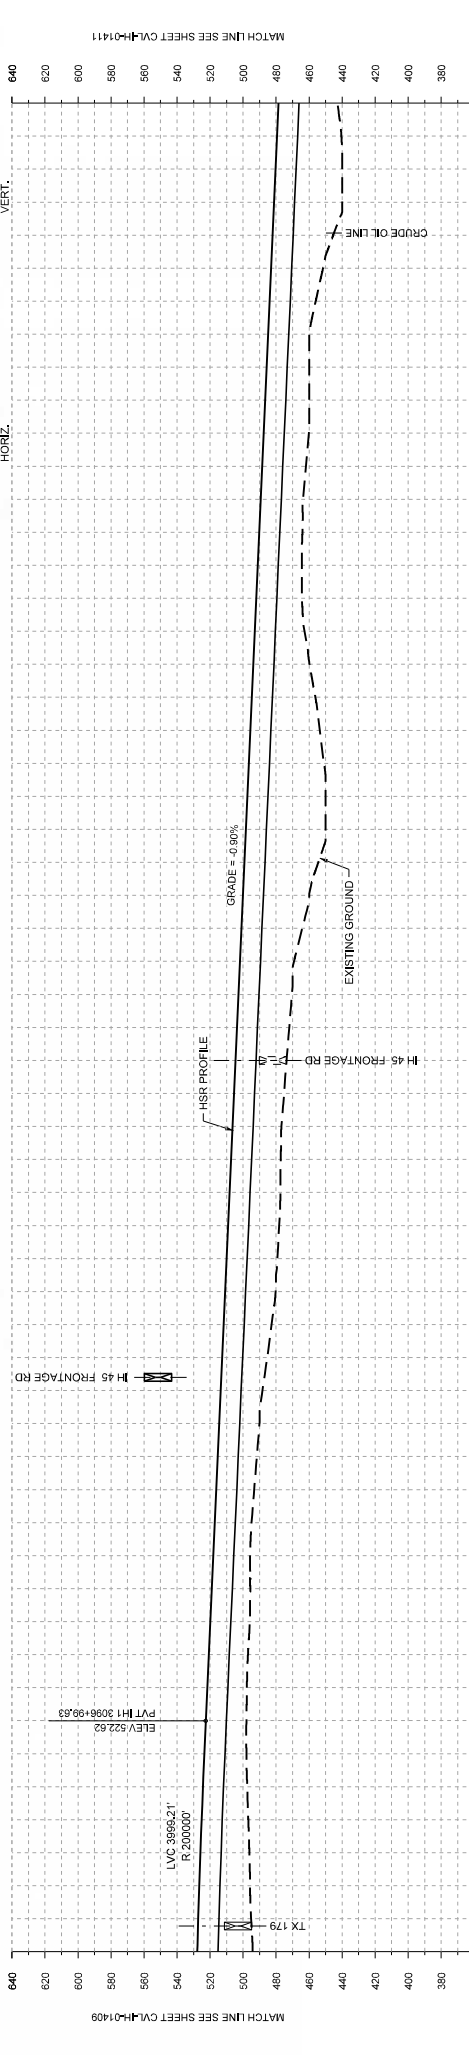 MATCH LINE SEE SHEET CVL-IH-01411
640 620 600 580 560 540 520 500 480 460 440 420 400 380
VERT.
HORIZ.
CRUDE OIL LINE
GRADE = -0.90%
EXISTING GROUND
HSR PROFILE
IH 45 FRONTAGE RD
IH 45 FRONTAGE RD
PVT IH1 3096+99.63
ELEV 522.62
LVC 3999.21'
R 200000'
TX 179
640 620 600 580 560 540 520 500 480 460 440 420 400 380
MATCH LINE SEE SHEET CVL-IH-01409